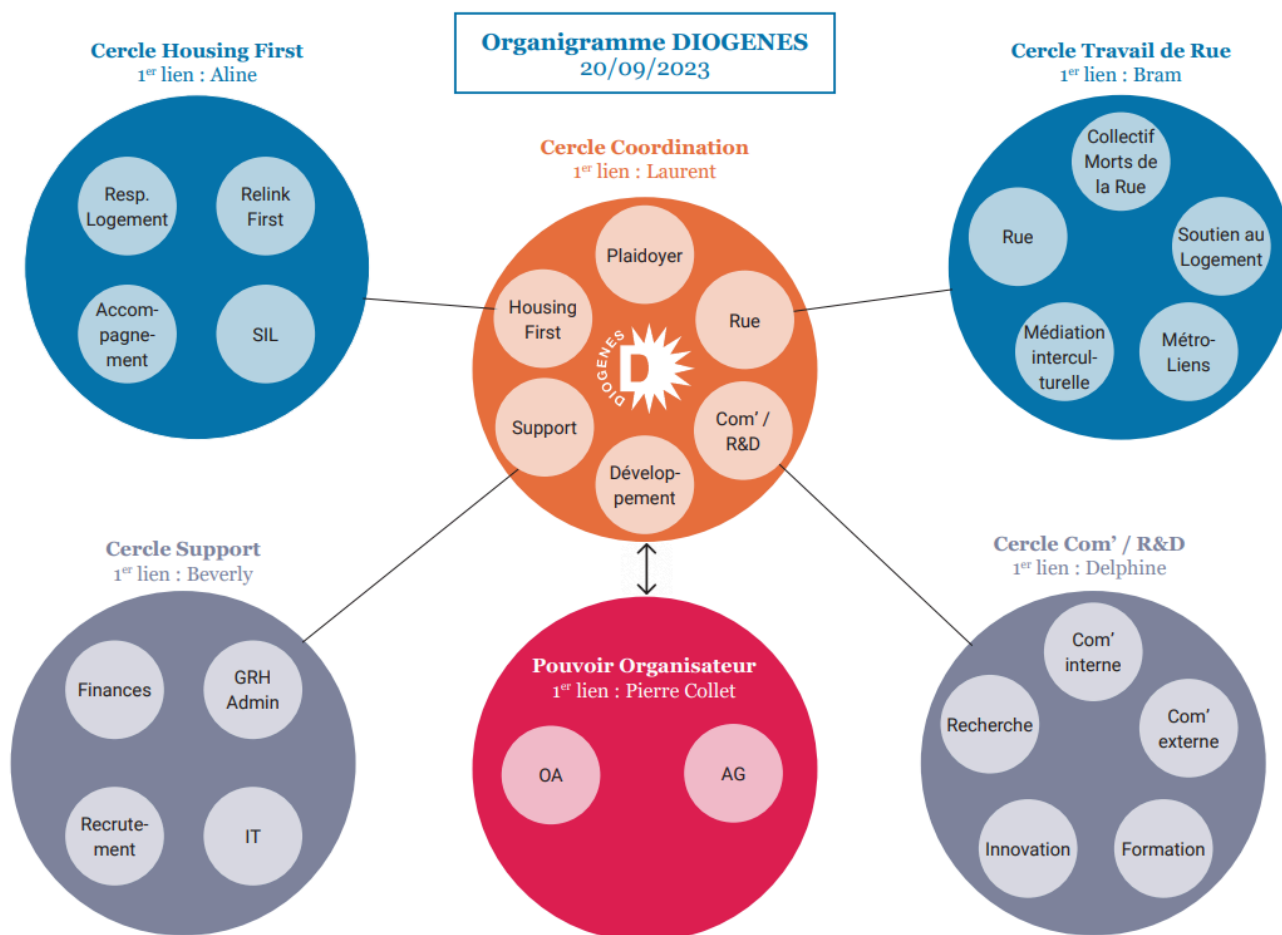 Organigramme DIOGENES
20/09/2023
Cercle Housing First
1er lien : Aline
Resp.
Logement
Relink
First
Accom-
pagne-
ment
SIL
Cercle Coordination
1er lien : Laurent
Plaidoyer
Housing
First
Rue
DIOGENES
D
Support
Com' /
R&D
Dévelop-
pement
Cercle Travail de Rue
1er lien : Bram
Collectif
Morts de
la Rue
Rue
Soutien au
Logement
Médiation
intercul-
turelle
Métro-
Liens
Cercle Support
1er lien : Beverly
Finances
GRH
Admin
Recrute-
ment
IT
Pouvoir Organisateur
1er lien : Pierre Collet
OA
AG
Cercle Com' / R&D
1er lien : Delphine
Com'
interne
Recherche
Com'
externe
Innovation
Formation